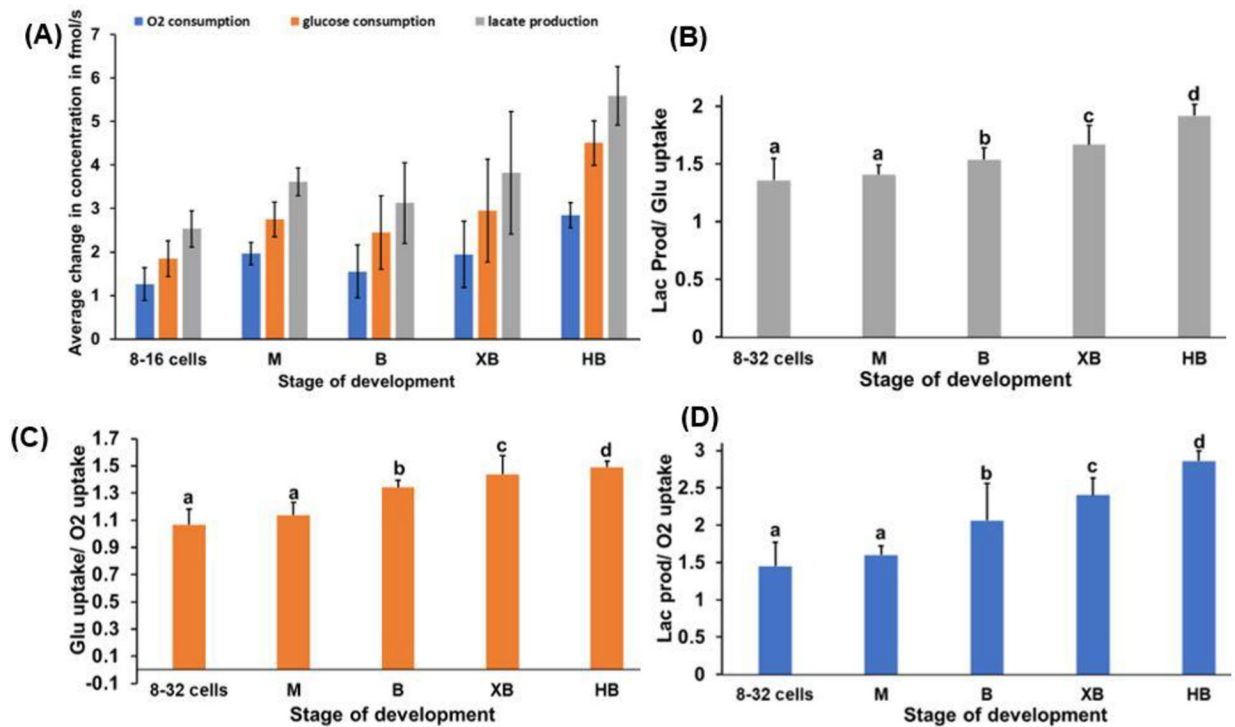 (A)
O2 consumption glucose consumption lacate production
Average change in concentration in fmol/s
7
6
5
4
3
2
1
0
8-16 cells M B XB HB
Stage of development
(B)
Lac Prod/ Glu uptake
2
1.5
1
0.5
0
a a b c d
8-32 cells M B XB HB
Stage of development
(C)
Glu uptake/ O2 uptake
1.7
1.5
1.3
1.1
0.9
0.7
0.5
0.3
0.1
-0.1
a a b c d
8-32 cells M B XB HB
Stage of development
(D)
Lac prod/ O2 uptake
3
2.5
2
1.5
1
0.5
0
a a b c d
8-32 cells M B XB HB
Stage of development